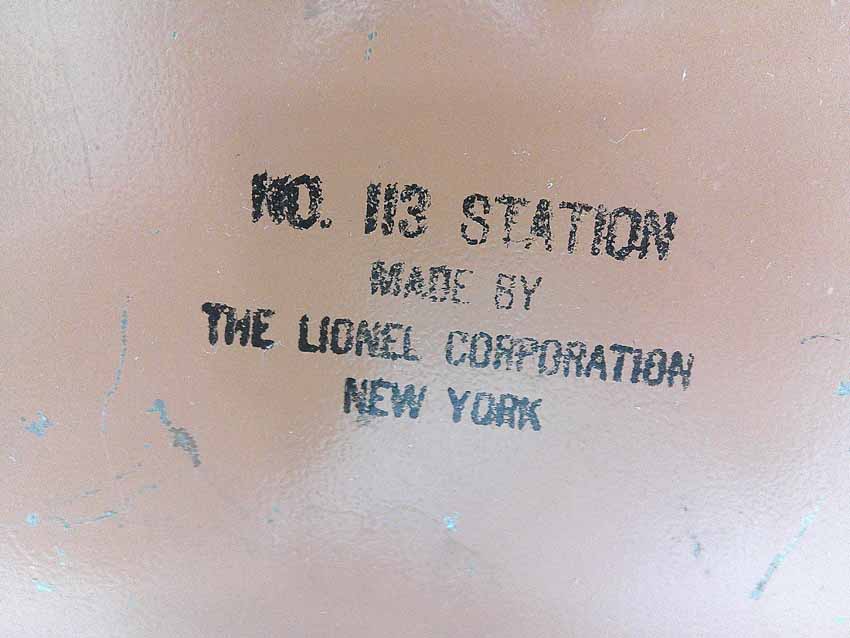 NO. 113 STATION
MADE BY
THE LIONEL CORPORATION
NEW YORK